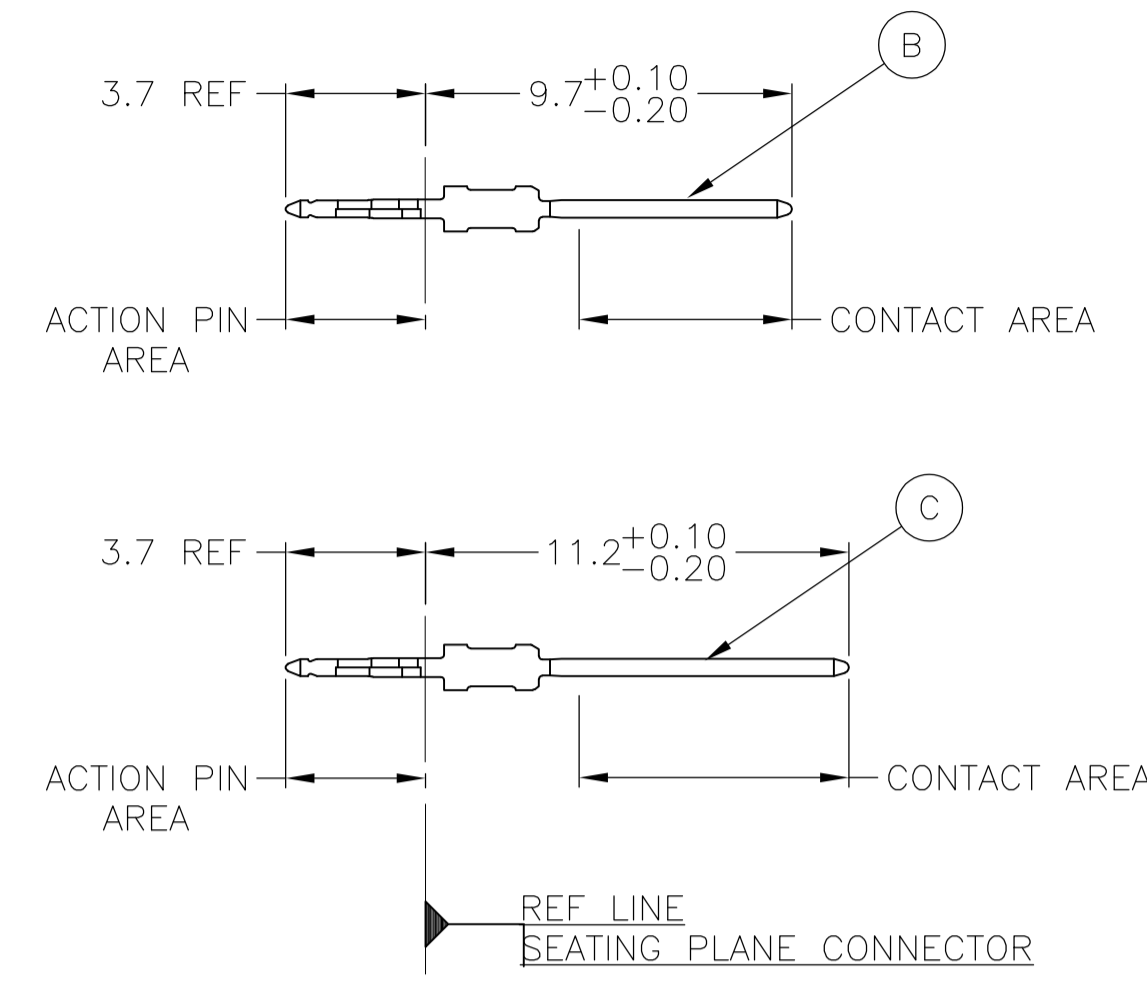 B
3.7 REF
9.7 +0.10
-0.20
ACTION PIN
AREA
CONTACT AREA
C
3.7 REF
11.2 +0.10
-0.20
ACTION PIN
AREA
CONTACT AREA
REF LINE
SEATING PLANE CONNECTOR